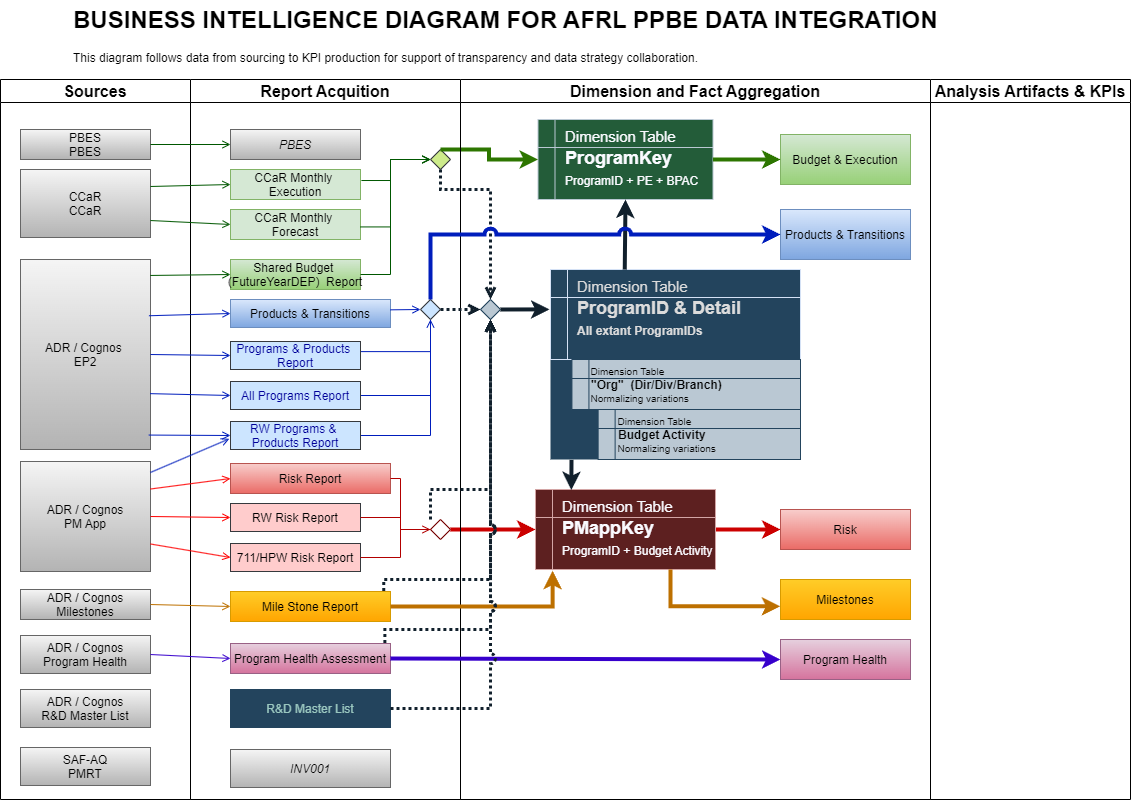 BUSINESS INTELLIGENCE DIAGRAM FOR AFRL PPBE DATA INTEGRATION
This diagram follows data from sourcing to KPI production for support of transparency and data strategy collaboration.
Sources
Report Acquition
Dimension and Fact Aggregation
Analysis Artifacts & KPIs
PBES
PBES
CCaR
CCaR
ADR / Cognos
EP2
ADR / Cognos
PM App
ADR / Cognos
Milestones
ADR / Cognos
Program Health
ADR / Cognos
R&D Master List
SAF-AQ
PMRT
PBES
CCaR Monthly
Execution
CCaR Monthly
Forecast
Shared Budget
(FutureYearDEP) Report
Products & Transitions
Programs & Products
Report
All Programs Report
RW Programs &
Products Report
Risk Report
RW Risk Report
711/HPW Risk Report
Mile Stone Report
Program Health Assessment
R&D Master List
INV001
Dimension Table
ProgramKey
ProgramID + PE + BPAC
Dimension Table
ProgramID & Detail
All extant ProgramIDs
Dimension Table
"Org" (Dir/Div/Branch)
Normalizing variations
Dimension Table
Budget Activity
Normalizing variations
Dimension Table
PMappKey
ProgramID + Budget Activity
Budget & Execution
Products & Transitions
Risk
Milestones
Program Health